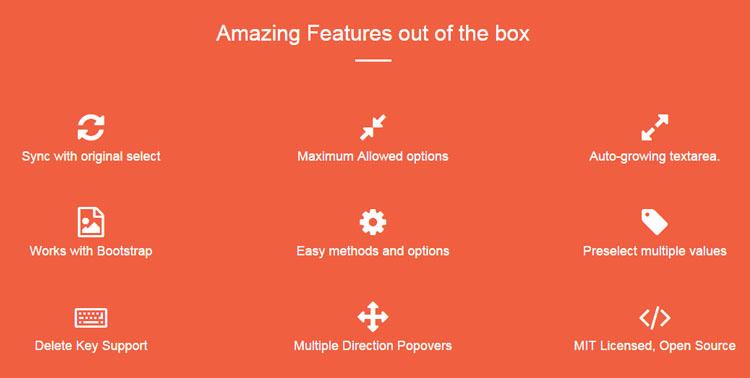 Amazing Features out of the box
Sync with original select
Maximum Allowed options
Auto-growing textarea.
Works with Bootstrap
Easy methods and options
Preselect multiple values
Delete Key Support
Multiple Direction Popovers
MIT Licensed, Open Source